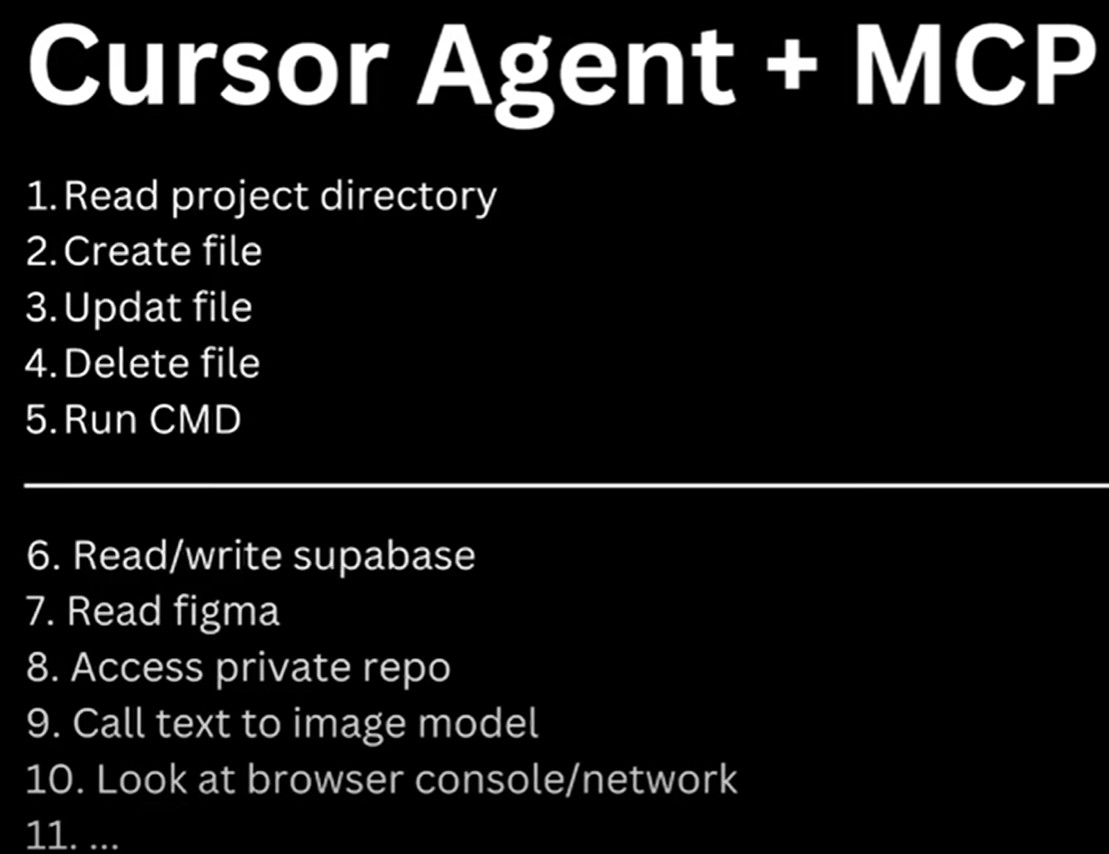 Cursor Agent + MCP
1. Read project directory
2. Create file
3. Updat file
4. Delete file
5. Run CMD
6. Read/write supabase
7. Read figma
8. Access private repo
9. Call text to image model
10. Look at browser console/network
11. ...